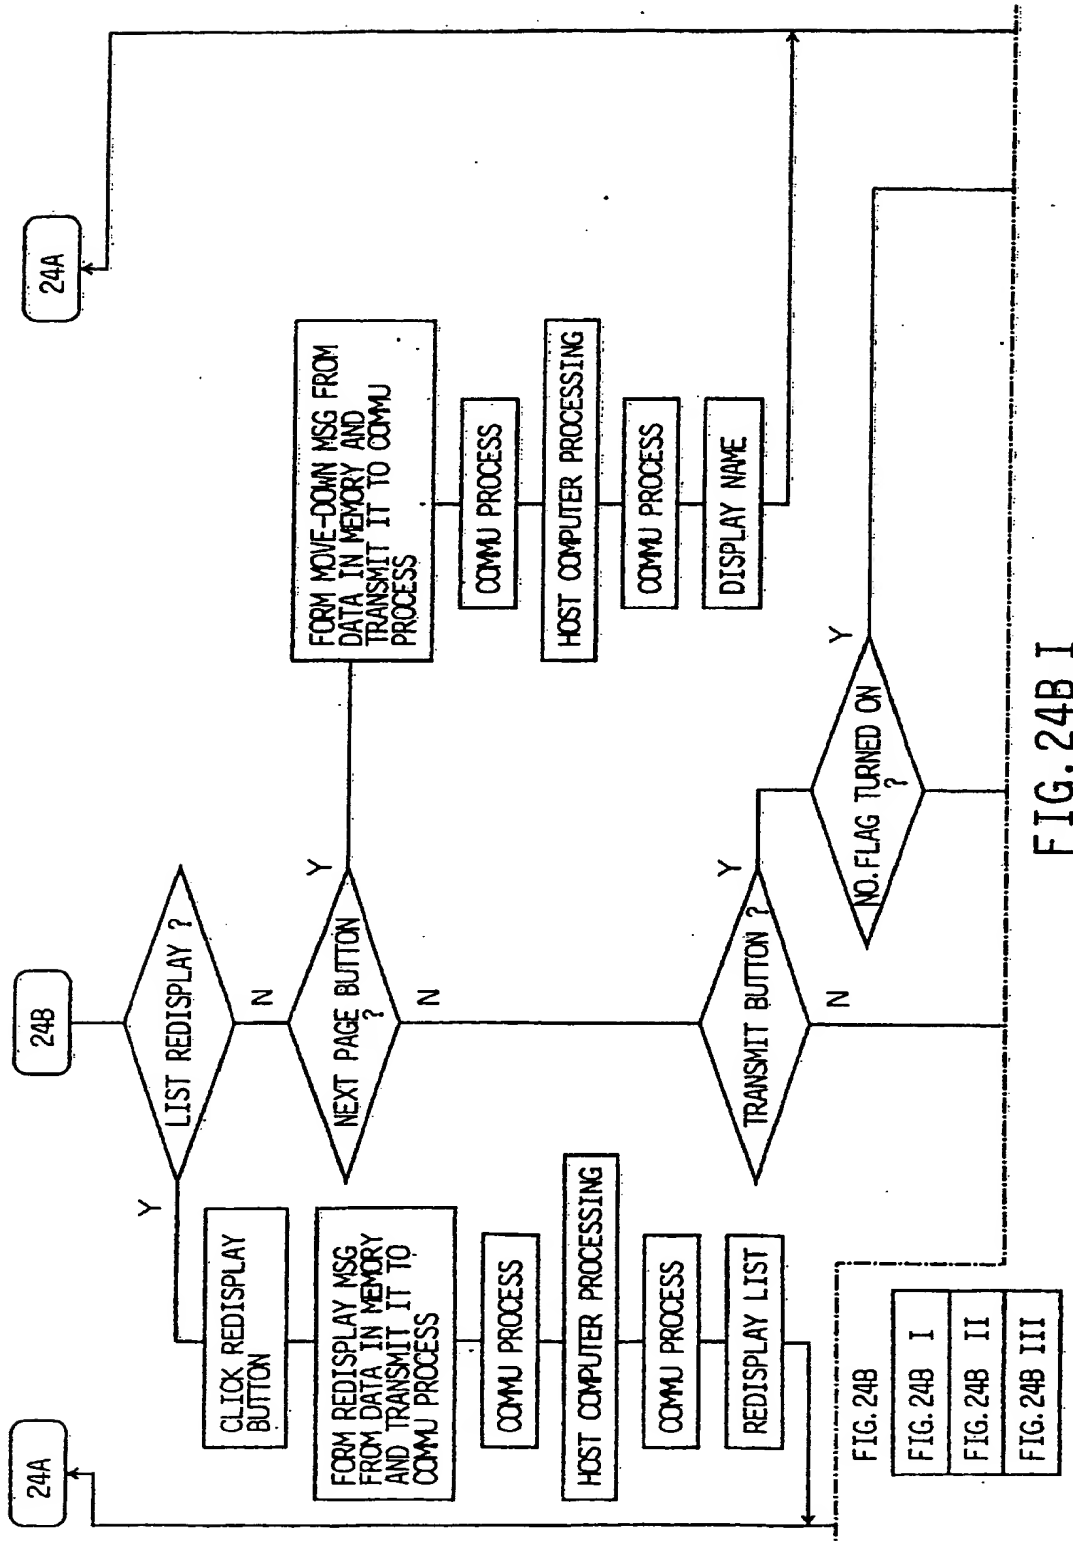 24A
24B
24A
LIST REDISPLAY ?
Y
N
CLICK REDISPLAY
BUTTON
FORM REDISPLAY MSG
FROM DATA IN MEMORY
AND TRANSMIT IT TO
COMMU PROCESS
COMMU PROCESS
HOST COMPUTER PROCESSING
COMMU PROCESS
REDISPLAY LIST
NEXT PAGE BUTTON
?
Y
N
FORM MOVE-DOWN MSG FROM
DATA IN MEMORY AND
TRANSMIT IT TO COMMU
PROCESS
COMMU PROCESS
HOST COMPUTER PROCESSING
COMMU PROCESS
DISPLAY NAME
TRANSMIT BUTTON ?
Y
N
NO.FLAG TURNED ON
?
Y
FIG.24B
FIG.24B I
FIG.24B II
FIG.24B III
FIG.24B I